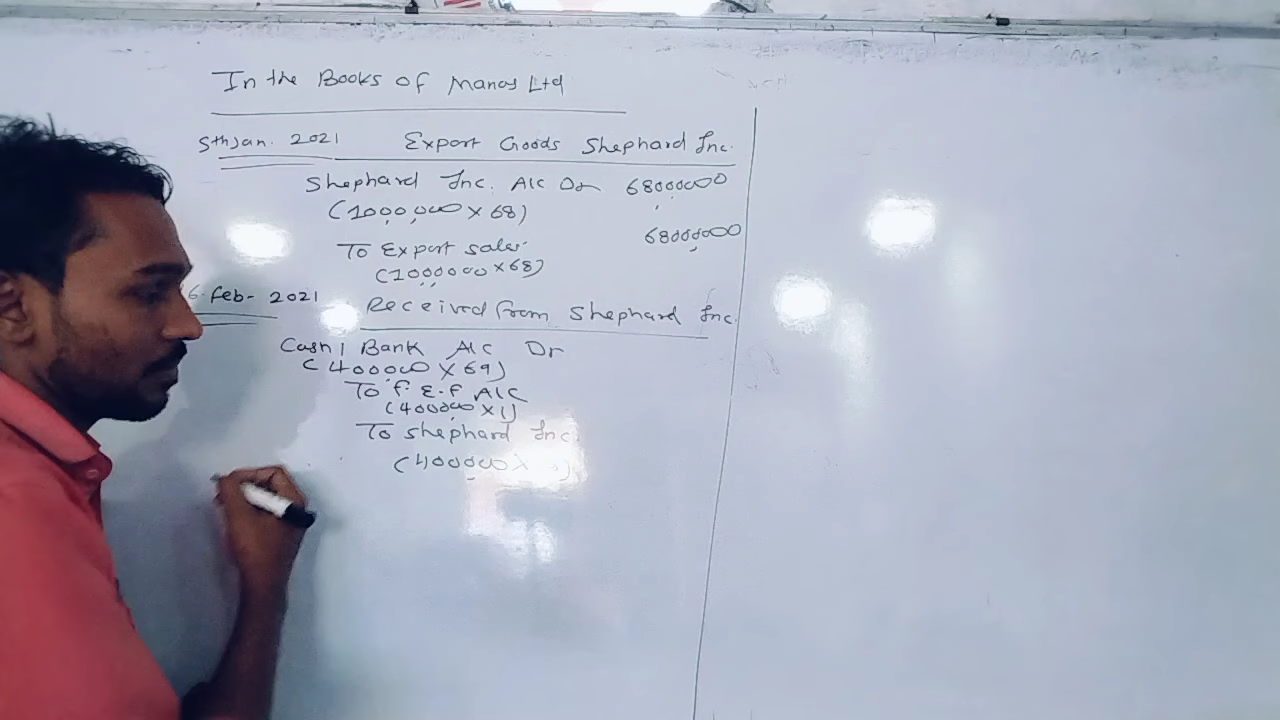 In the Books of Manas Ltd
5th Jan. 2021 Export Goods Shephard Inc.
Shephard Inc. A/c Dr 68000000
(1000,000 x 68)
To Export sales 68000000
(1000000 x 68)
6 Feb- 2021 Received from Shephard Inc.
Cash / Bank A/c Dr
(400000 x 69)
To F.E.F A/C
(400000 x 1)
To shephard Inc.
(400000 x